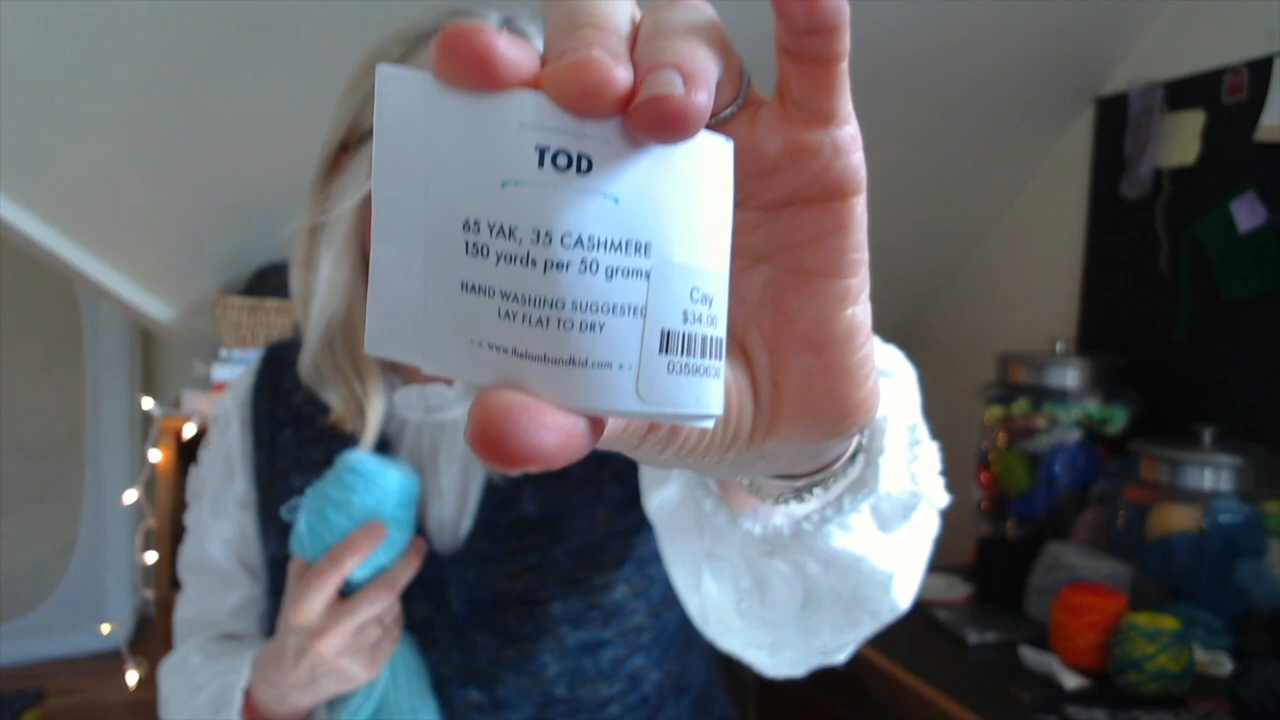 TOD
65 YAK, 35 CASHMERE
150 yards per 50 grams
HAND WASHING SUGGESTED
LAY FLAT TO DRY
www.thelambandkid.com
Cay
$34.00